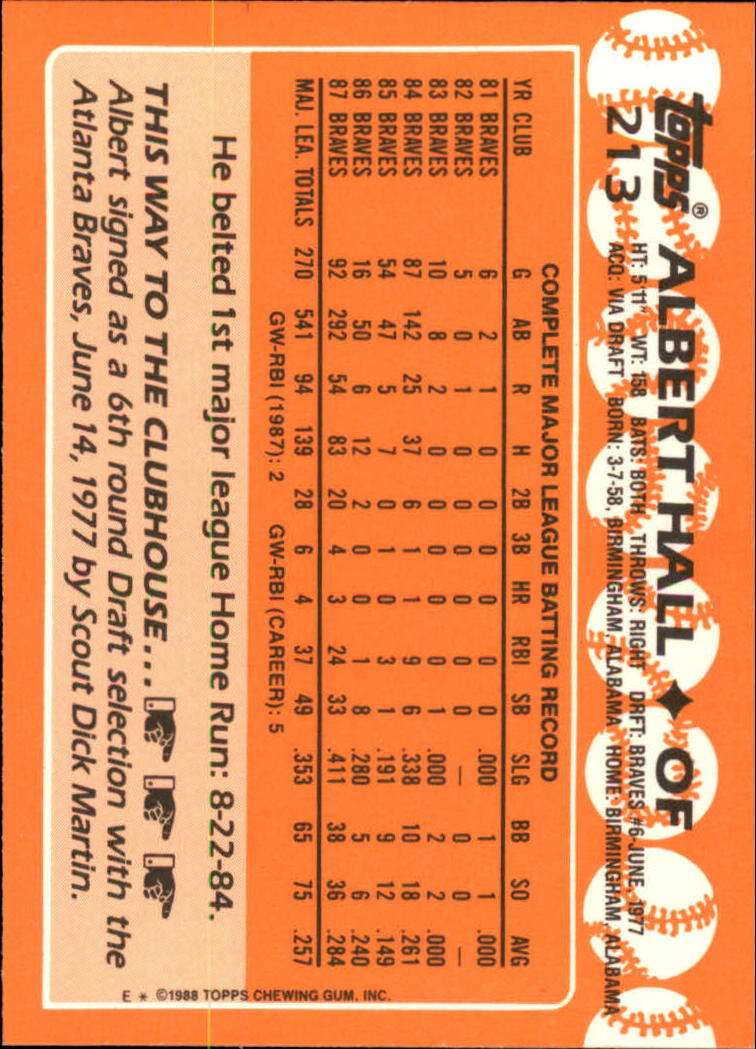 topps®
213
ALBERT HALL ✦ OF
HT: 5'11" WT: 158 BATS: BOTH THROWS: RIGHT DRFT: BRAVES #6-JUNE, 1977
ACQ: VIA DRAFT BORN: 3-7-58, BIRMINGHAM, ALABAMA HOME: BIRMINGHAM, ALABAMA
COMPLETE MAJOR LEAGUE BATTING RECORD
YR CLUB G AB R H 2B 3B HR RBI SB SLG BB SO AVG
81 BRAVES 6 2 1 0 0 0 0 0 0 .000 1 1 .000
82 BRAVES 5 0 1 0 0 0 0 0 0 — 0 0 —
83 BRAVES 10 8 2 0 0 0 0 0 1 .000 2 2 .000
84 BRAVES 87 142 25 37 6 1 1 9 6 .338 10 18 .261
85 BRAVES 54 47 5 7 0 1 0 3 1 .191 9 12 .149
86 BRAVES 16 50 6 12 2 0 0 1 8 .280 5 6 .240
87 BRAVES 92 292 54 83 20 4 3 24 33 .411 38 36 .284
MAJ. LEA. TOTALS 270 541 94 139 28 6 4 37 49 .353 65 75 .257
GW-RBI (1987): 2 GW-RBI (CAREER): 5
He belted 1st major league Home Run: 8-22-84.
THIS WAY TO THE CLUBHOUSE...
Albert signed as a 6th round Draft selection with the
Atlanta Braves, June 14, 1977 by Scout Dick Martin.
E * ©1988 TOPPS CHEWING GUM. INC.